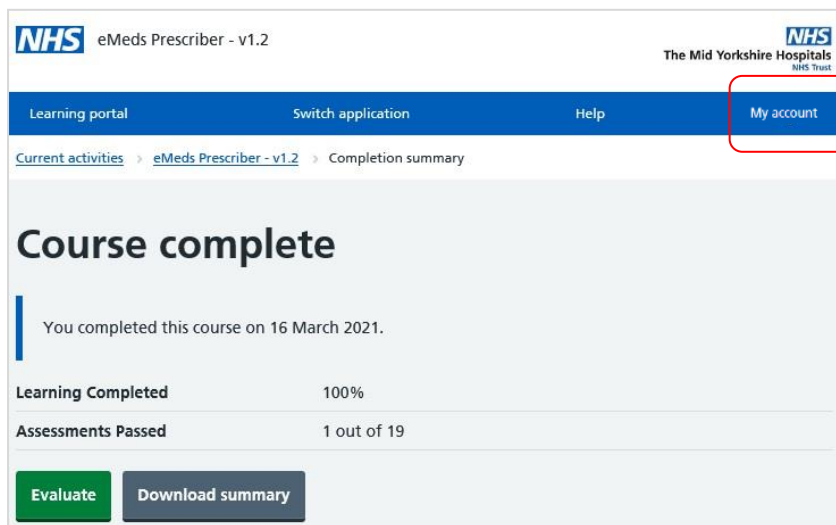 NHS eMeds Prescriber - v1.2
NHS
The Mid Yorkshire Hospitals
NHS Trust
Learning portal Switch application Help My account
Current activities > eMeds Prescriber - v1.2 > Completion summary
Course complete
You completed this course on 16 March 2021.
Learning Completed 100%
Assessments Passed 1 out of 19
Evaluate Download summary